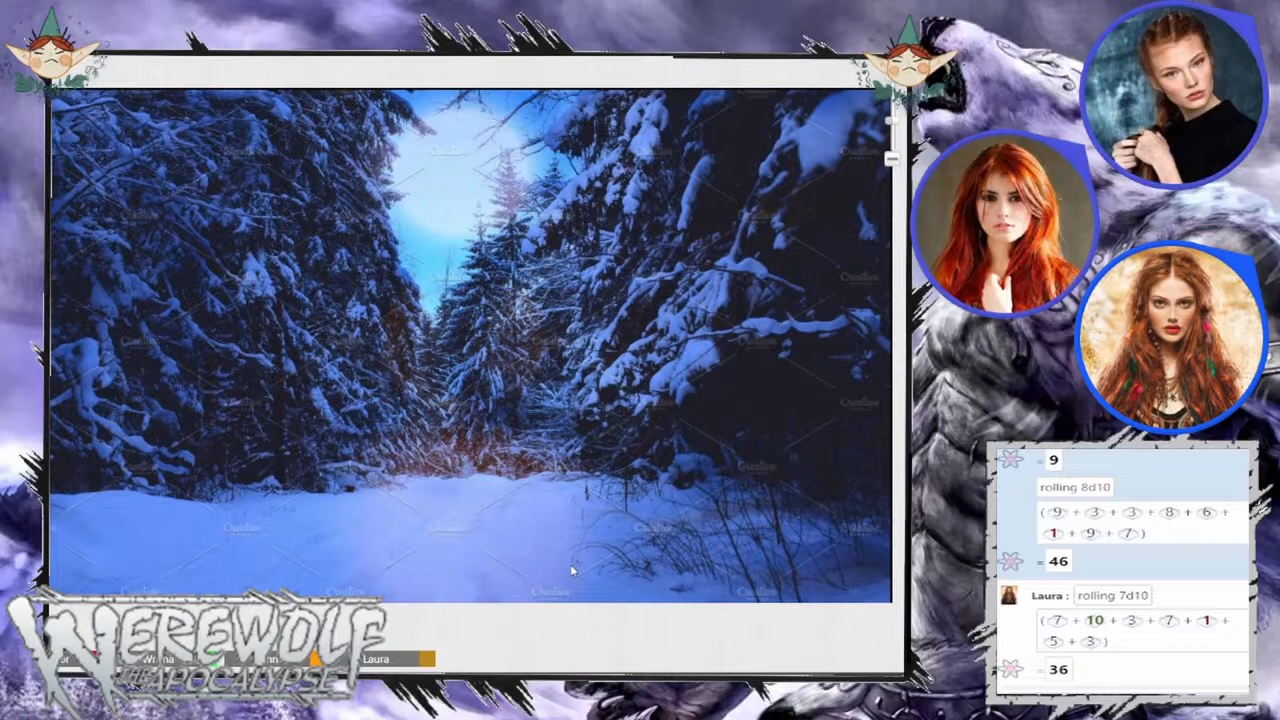 = 9
rolling 8d10
( 9 + 3 + 3 + 8 + 6 +
1 + 9 + 7 )
= 46
Laura : rolling 7d10
( 7 + 10 + 3 + 7 + 1 +
5 + 3 )
= 36
Laura
WEREWOLF
THE APOCALYPSE